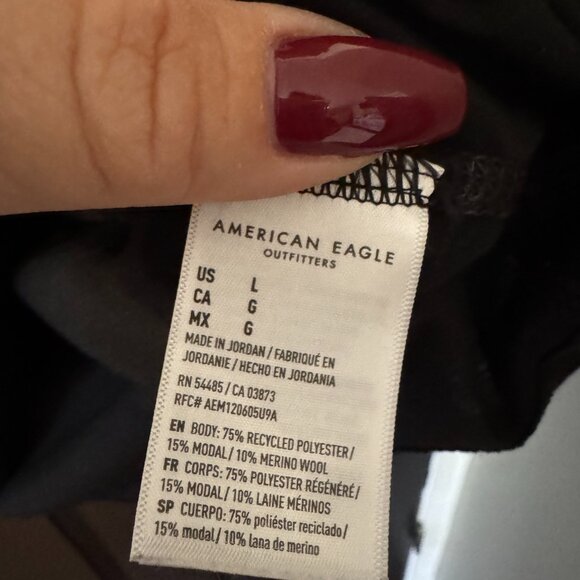 AMERICAN EAGLE
OUTFITTERS
US L
CA G
MX G
MADE IN JORDAN / FABRIQUÉ EN
JORDANIE / HECHO EN JORDANIA
RN 54485 / CA 03873
RFC# AEM120605U9A
EN BODY: 75% RECYCLED POLYESTER /
15% MODAL / 10% MERINO WOOL
FR CORPS: 75% POLYESTER RÉGÉNÉRÉ /
15% MODAL / 10% LAINE MÉRINOS
SP CUERPO: 75% poliéster reciclado /
15% modal / 10% lana de merino